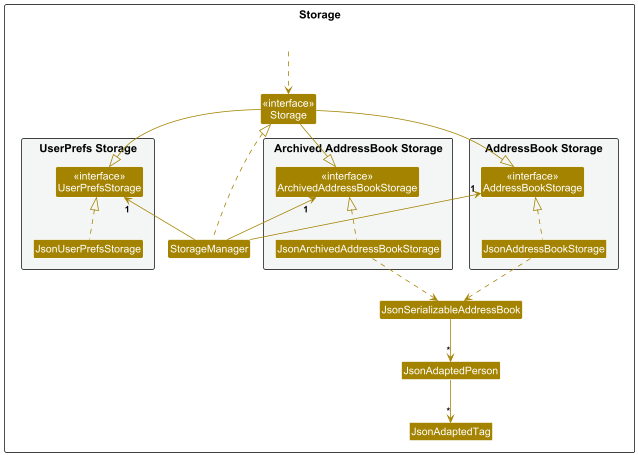 Storage
«interface»
Storage
UserPrefs Storage
Archived AddressBook Storage
AddressBook Storage
«interface»
UserPrefsStorage
«interface»
ArchivedAddressBookStorage
«interface»
AddressBookStorage
1
1
1
JsonUserPrefsStorage
StorageManager
JsonArchivedAddressBookStorage
JsonAddressBookStorage
JsonSerializableAddressBook
*
JsonAdaptedPerson
*
JsonAdaptedTag